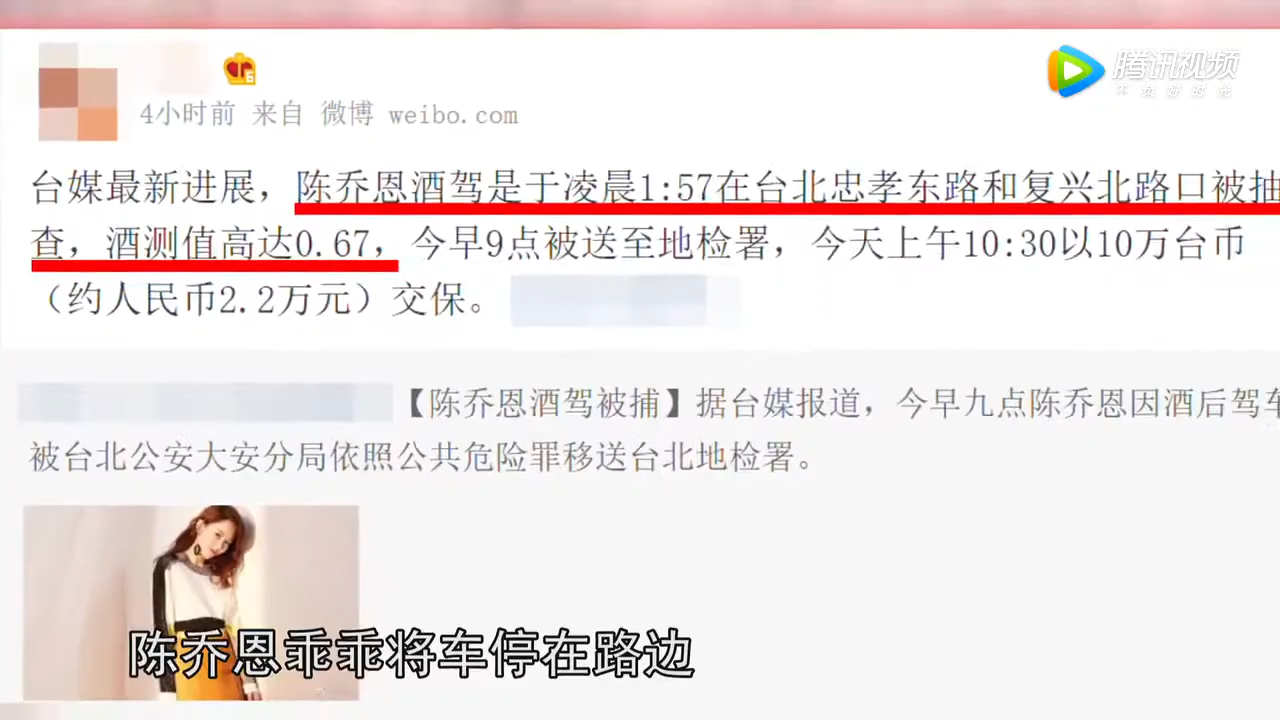 腾讯视频
不负好时光
4小时前 来自 微博 weibo.com
台媒最新进展，陈乔恩酒驾是于凌晨1:57在台北忠孝东路和复兴北路口被抽
查，酒测值高达0.67，今早9点被送至地检署，今天上午10:30以10万台币
（约人民币2.2万元）交保。
【陈乔恩酒驾被捕】据台媒报道，今早九点陈乔恩因酒后驾车
被台北公安大安分局依照公共危险罪移送台北地检署。
陈乔恩乖乖将车停在路边